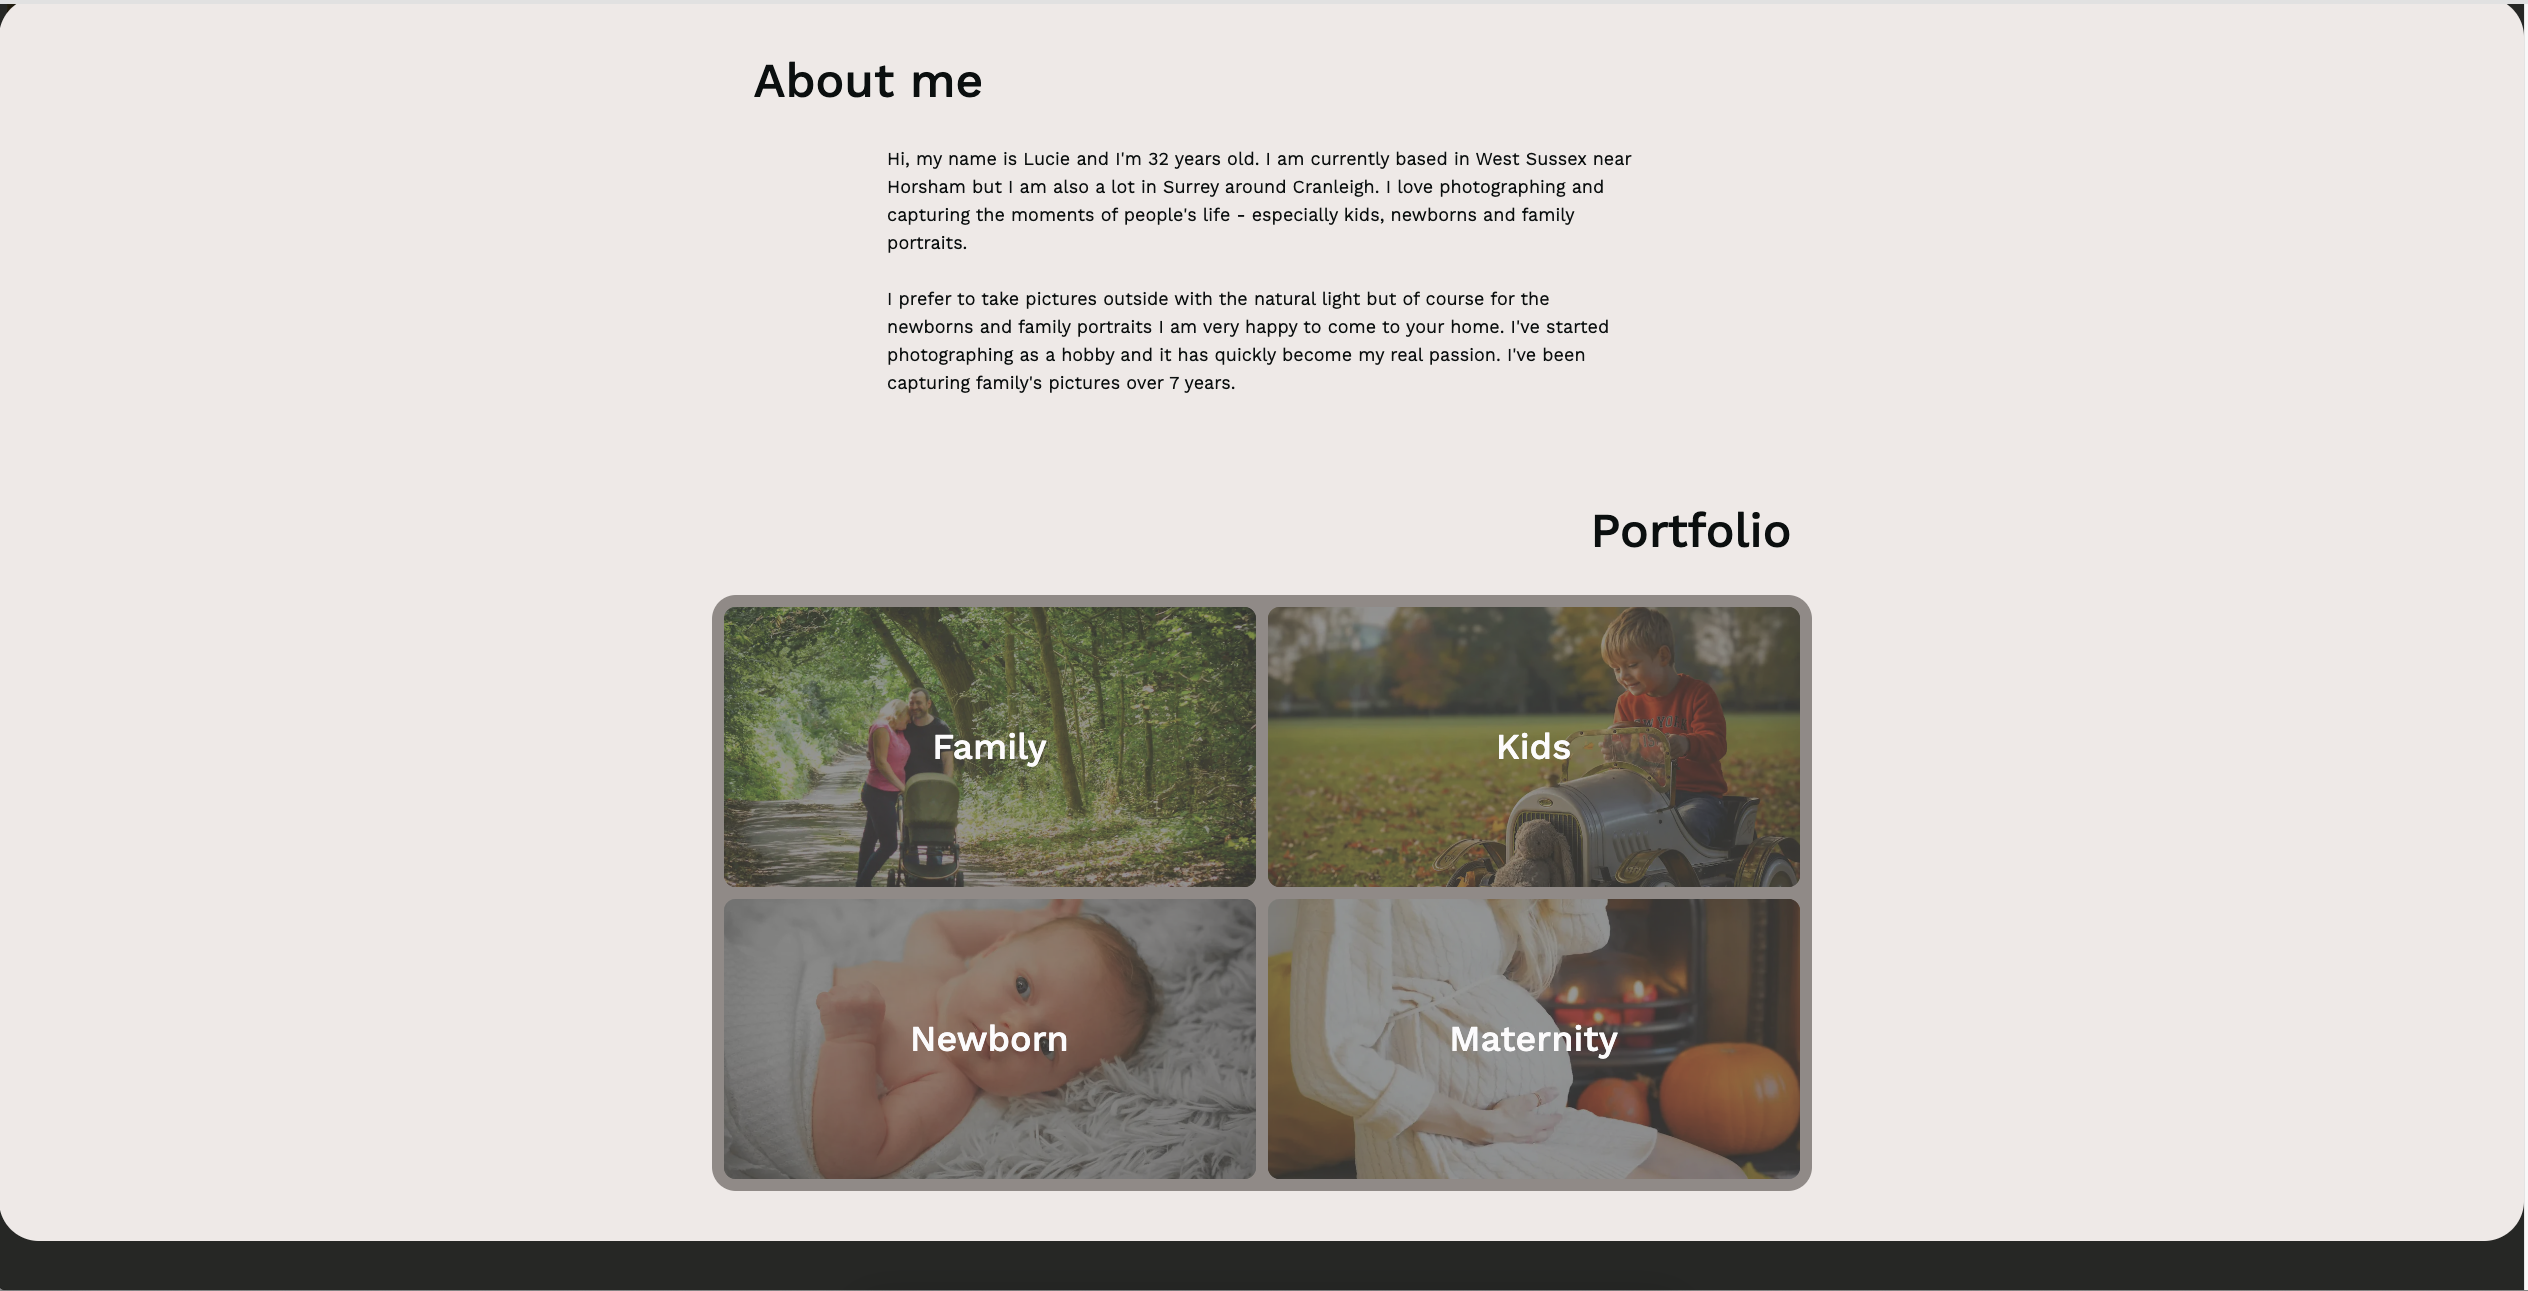 About me
Hi, my name is Lucie and I'm 32 years old. I am currently based in West Sussex near
Horsham but I am also a lot in Surrey around Cranleigh. I love photographing and
capturing the moments of people's life - especially kids, newborns and family
portraits.
I prefer to take pictures outside with the natural light but of course for the
newborns and family portraits I am very happy to come to your home. I've started
photographing as a hobby and it has quickly become my real passion. I've been
capturing family's pictures over 7 years.
Portfolio
Family
Kids
Newborn
Maternity